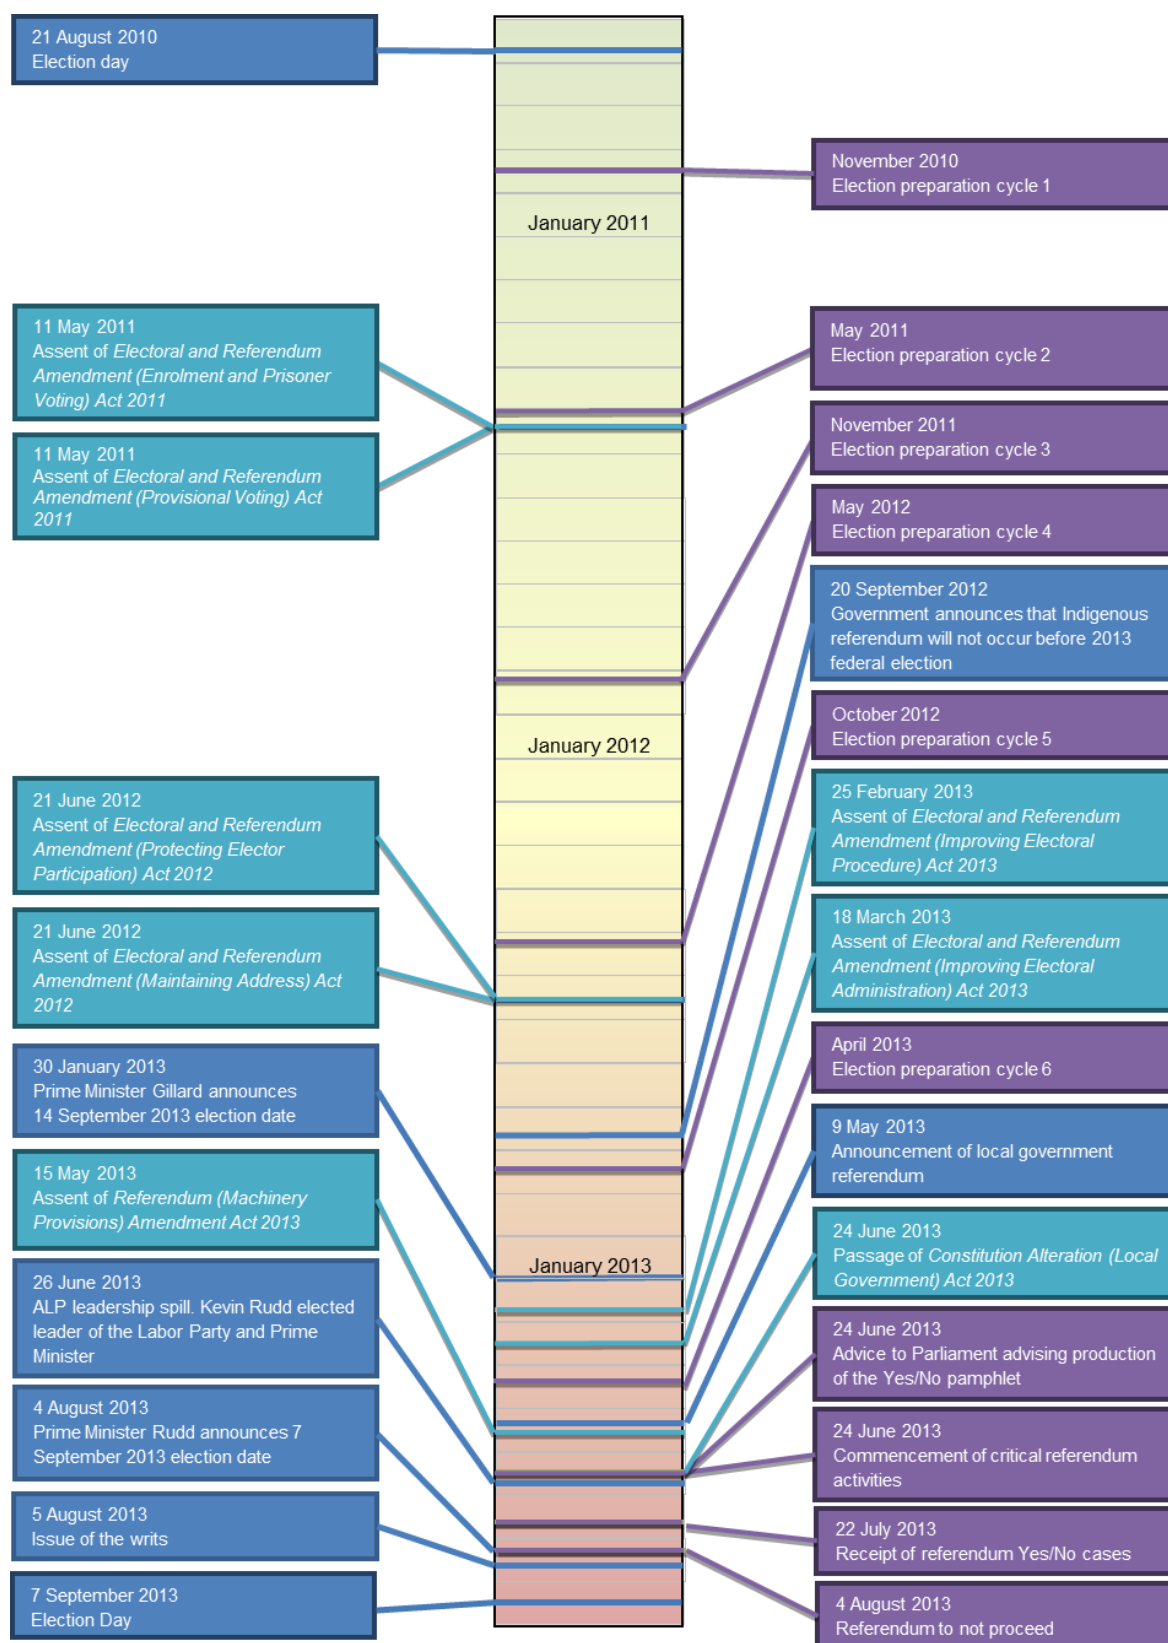 21 August 2010
Election day
November 2010
Election preparation cycle 1
January 2011
11 May 2011
Assent of Electoral and Referendum
Amendment (Enrolment and Prisoner
Voting) Act 2011
11 May 2011
Assent of Electoral and Referendum
Amendment (Provisional Voting) Act
2011
May 2011
Election preparation cycle 2
November 2011
Election preparation cycle 3
May 2012
Election preparation cycle 4
20 September 2012
Government announces that Indigenous
referendum will not occur before 2013
federal election
October 2012
Election preparation cycle 5
January 2012
21 June 2012
Assent of Electoral and Referendum
Amendment (Protecting Elector
Participation) Act 2012
21 June 2012
Assent of Electoral and Referendum
Amendment (Maintaining Address) Act
2012
25 February 2013
Assent of Electoral and Referendum
Amendment (Improving Electoral
Procedure) Act 2013
18 March 2013
Assent of Electoral and Referendum
Amendment (Improving Electoral
Administration) Act 2013
30 January 2013
Prime Minister Gillard announces
14 September 2013 election date
April 2013
Election preparation cycle 6
9 May 2013
Announcement of local government
referendum
15 May 2013
Assent of Referendum (Machinery
Provisions) Amendment Act 2013
January 2013
24 June 2013
Passage of Constitution Alteration (Local
Government) Act 2013
26 June 2013
ALP leadership spill. Kevin Rudd elected
leader of the Labor Party and Prime
Minister
24 June 2013
Advice to Parliament advising production
of the Yes/No pamphlet
4 August 2013
Prime Minister Rudd announces 7
September 2013 election date
24 June 2013
Commencement of critical referendum
activities
5 August 2013
Issue of the writs
22 July 2013
Receipt of referendum Yes/No cases
7 September 2013
Election Day
4 August 2013
Referendum to not proceed